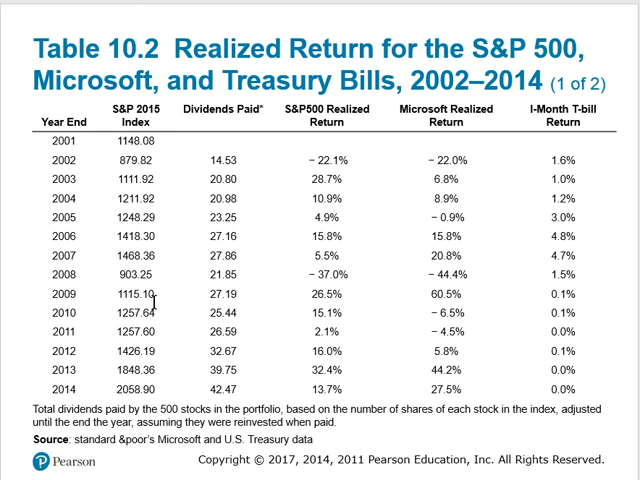 Table 10.2 Realized Return for the S&P 500,
Microsoft, and Treasury Bills, 2002–2014 (1 of 2)
Year End S&P 2015 Index Dividends Paid* S&P500 Realized Return Microsoft Realized Return I-Month T-bill Return
2001 1148.08
2002 879.82 14.53 − 22.1% − 22.0% 1.6%
2003 1111.92 20.80 28.7% 6.8% 1.0%
2004 1211.92 20.98 10.9% 8.9% 1.2%
2005 1248.29 23.25 4.9% − 0.9% 3.0%
2006 1418.30 27.16 15.8% 15.8% 4.8%
2007 1468.36 27.86 5.5% 20.8% 4.7%
2008 903.25 21.85 − 37.0% − 44.4% 1.5%
2009 1115.10 27.19 26.5% 60.5% 0.1%
2010 1257.64 25.44 15.1% − 6.5% 0.1%
2011 1257.60 26.59 2.1% − 4.5% 0.0%
2012 1426.19 32.67 16.0% 5.8% 0.1%
2013 1848.36 39.75 32.4% 44.2% 0.0%
2014 2058.90 42.47 13.7% 27.5% 0.0%
Total dividends paid by the 500 stocks in the portfolio, based on the number of shares of each stock in the index, adjusted
until the end the year, assuming they were reinvested when paid.
Source: standard &poor's Microsoft and U.S. Treasury data
Pearson
Copyright © 2017, 2014, 2011 Pearson Education, Inc. All Rights Reserved.